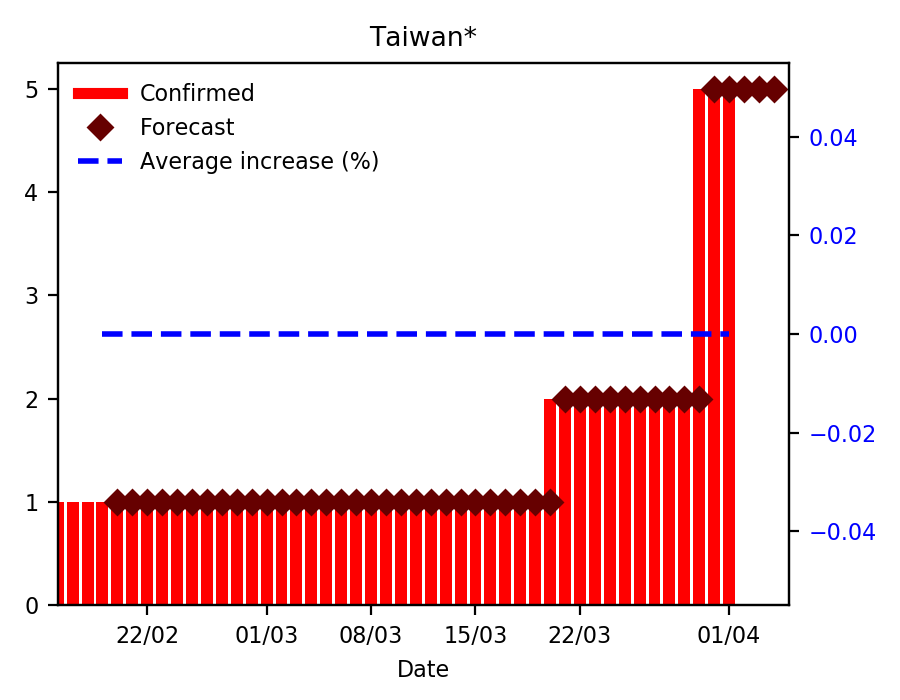 Taiwan*
Confirmed
Forecast
Average increase (%)
5
4
3
2
1
0
0.04
0.02
0.00
−0.02
−0.04
22/02 01/03 08/03 15/03 22/03 01/04
Date